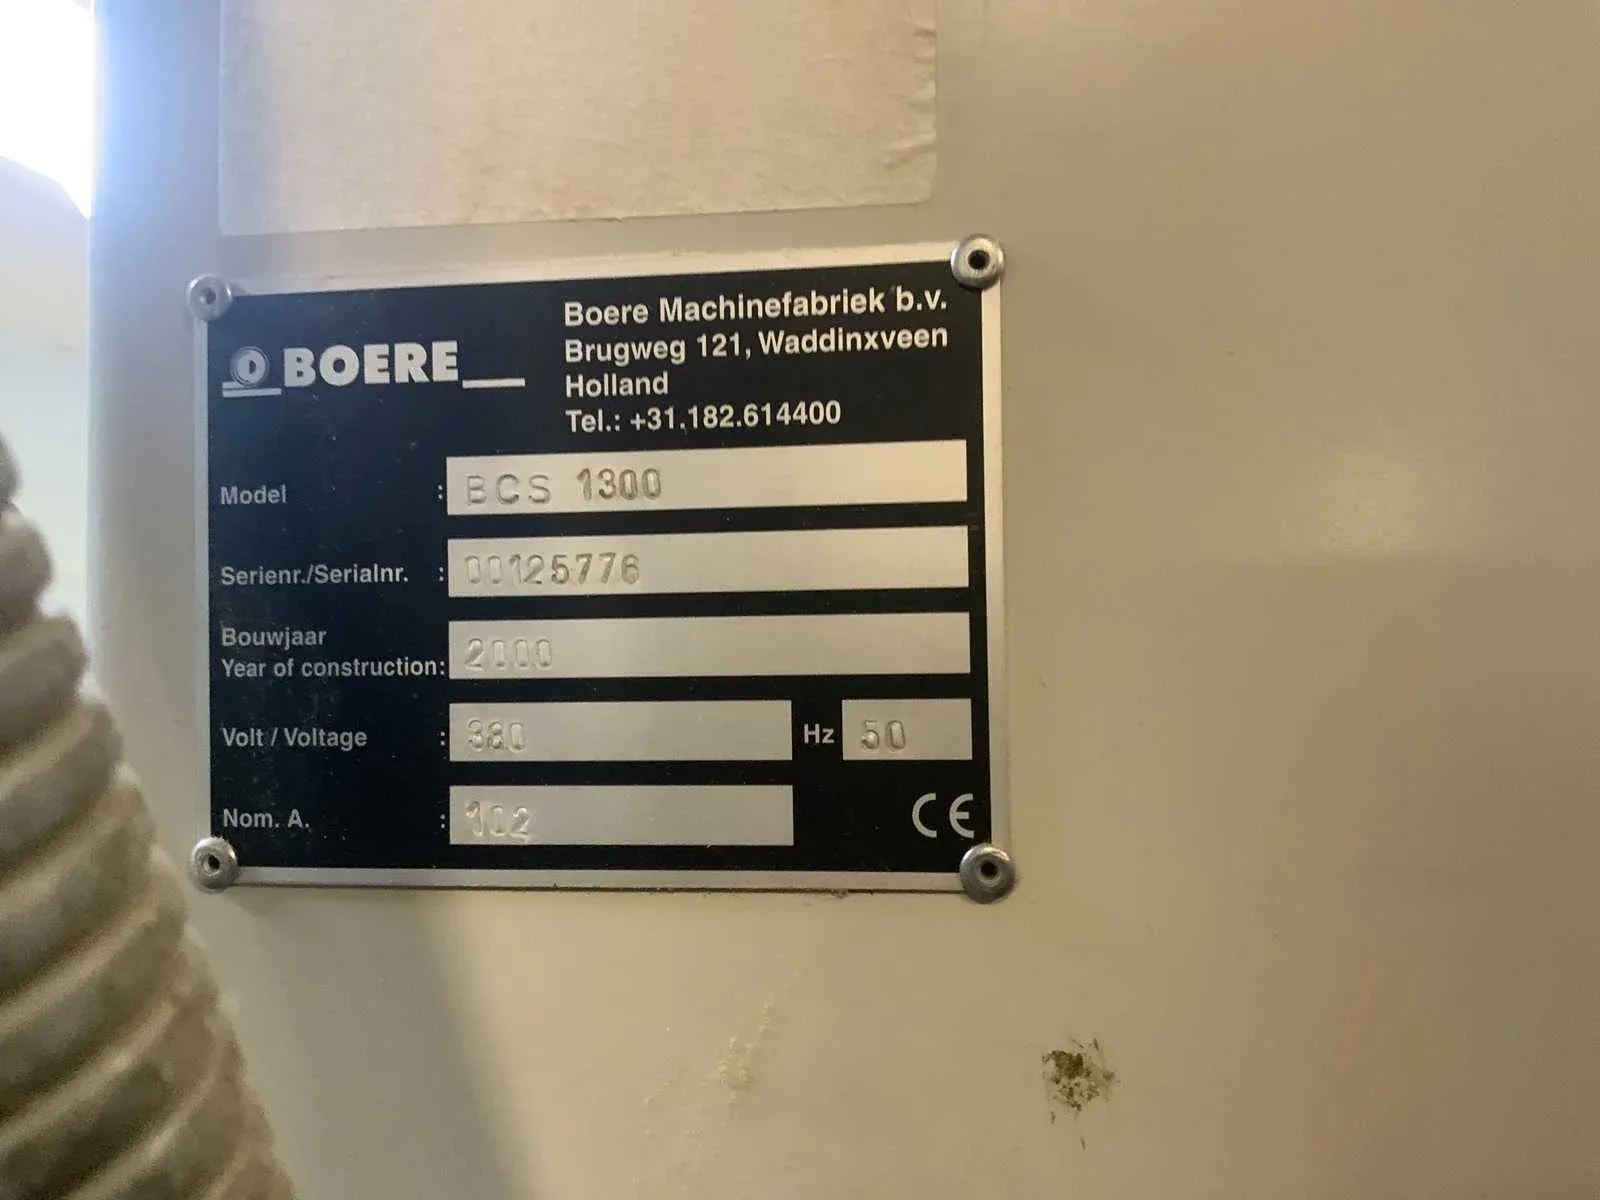 BOERE
Boere Machinefabriek b.v.
Brugweg 121, Waddinxveen
Holland
Tel.: +31.182.614400
Model : BCS 1300
Serienr./Serialnr. : 00125776
Bouwjaar
Year of construction: 2000
Volt / Voltage : 380 Hz 50
Nom. A. : 102
CE